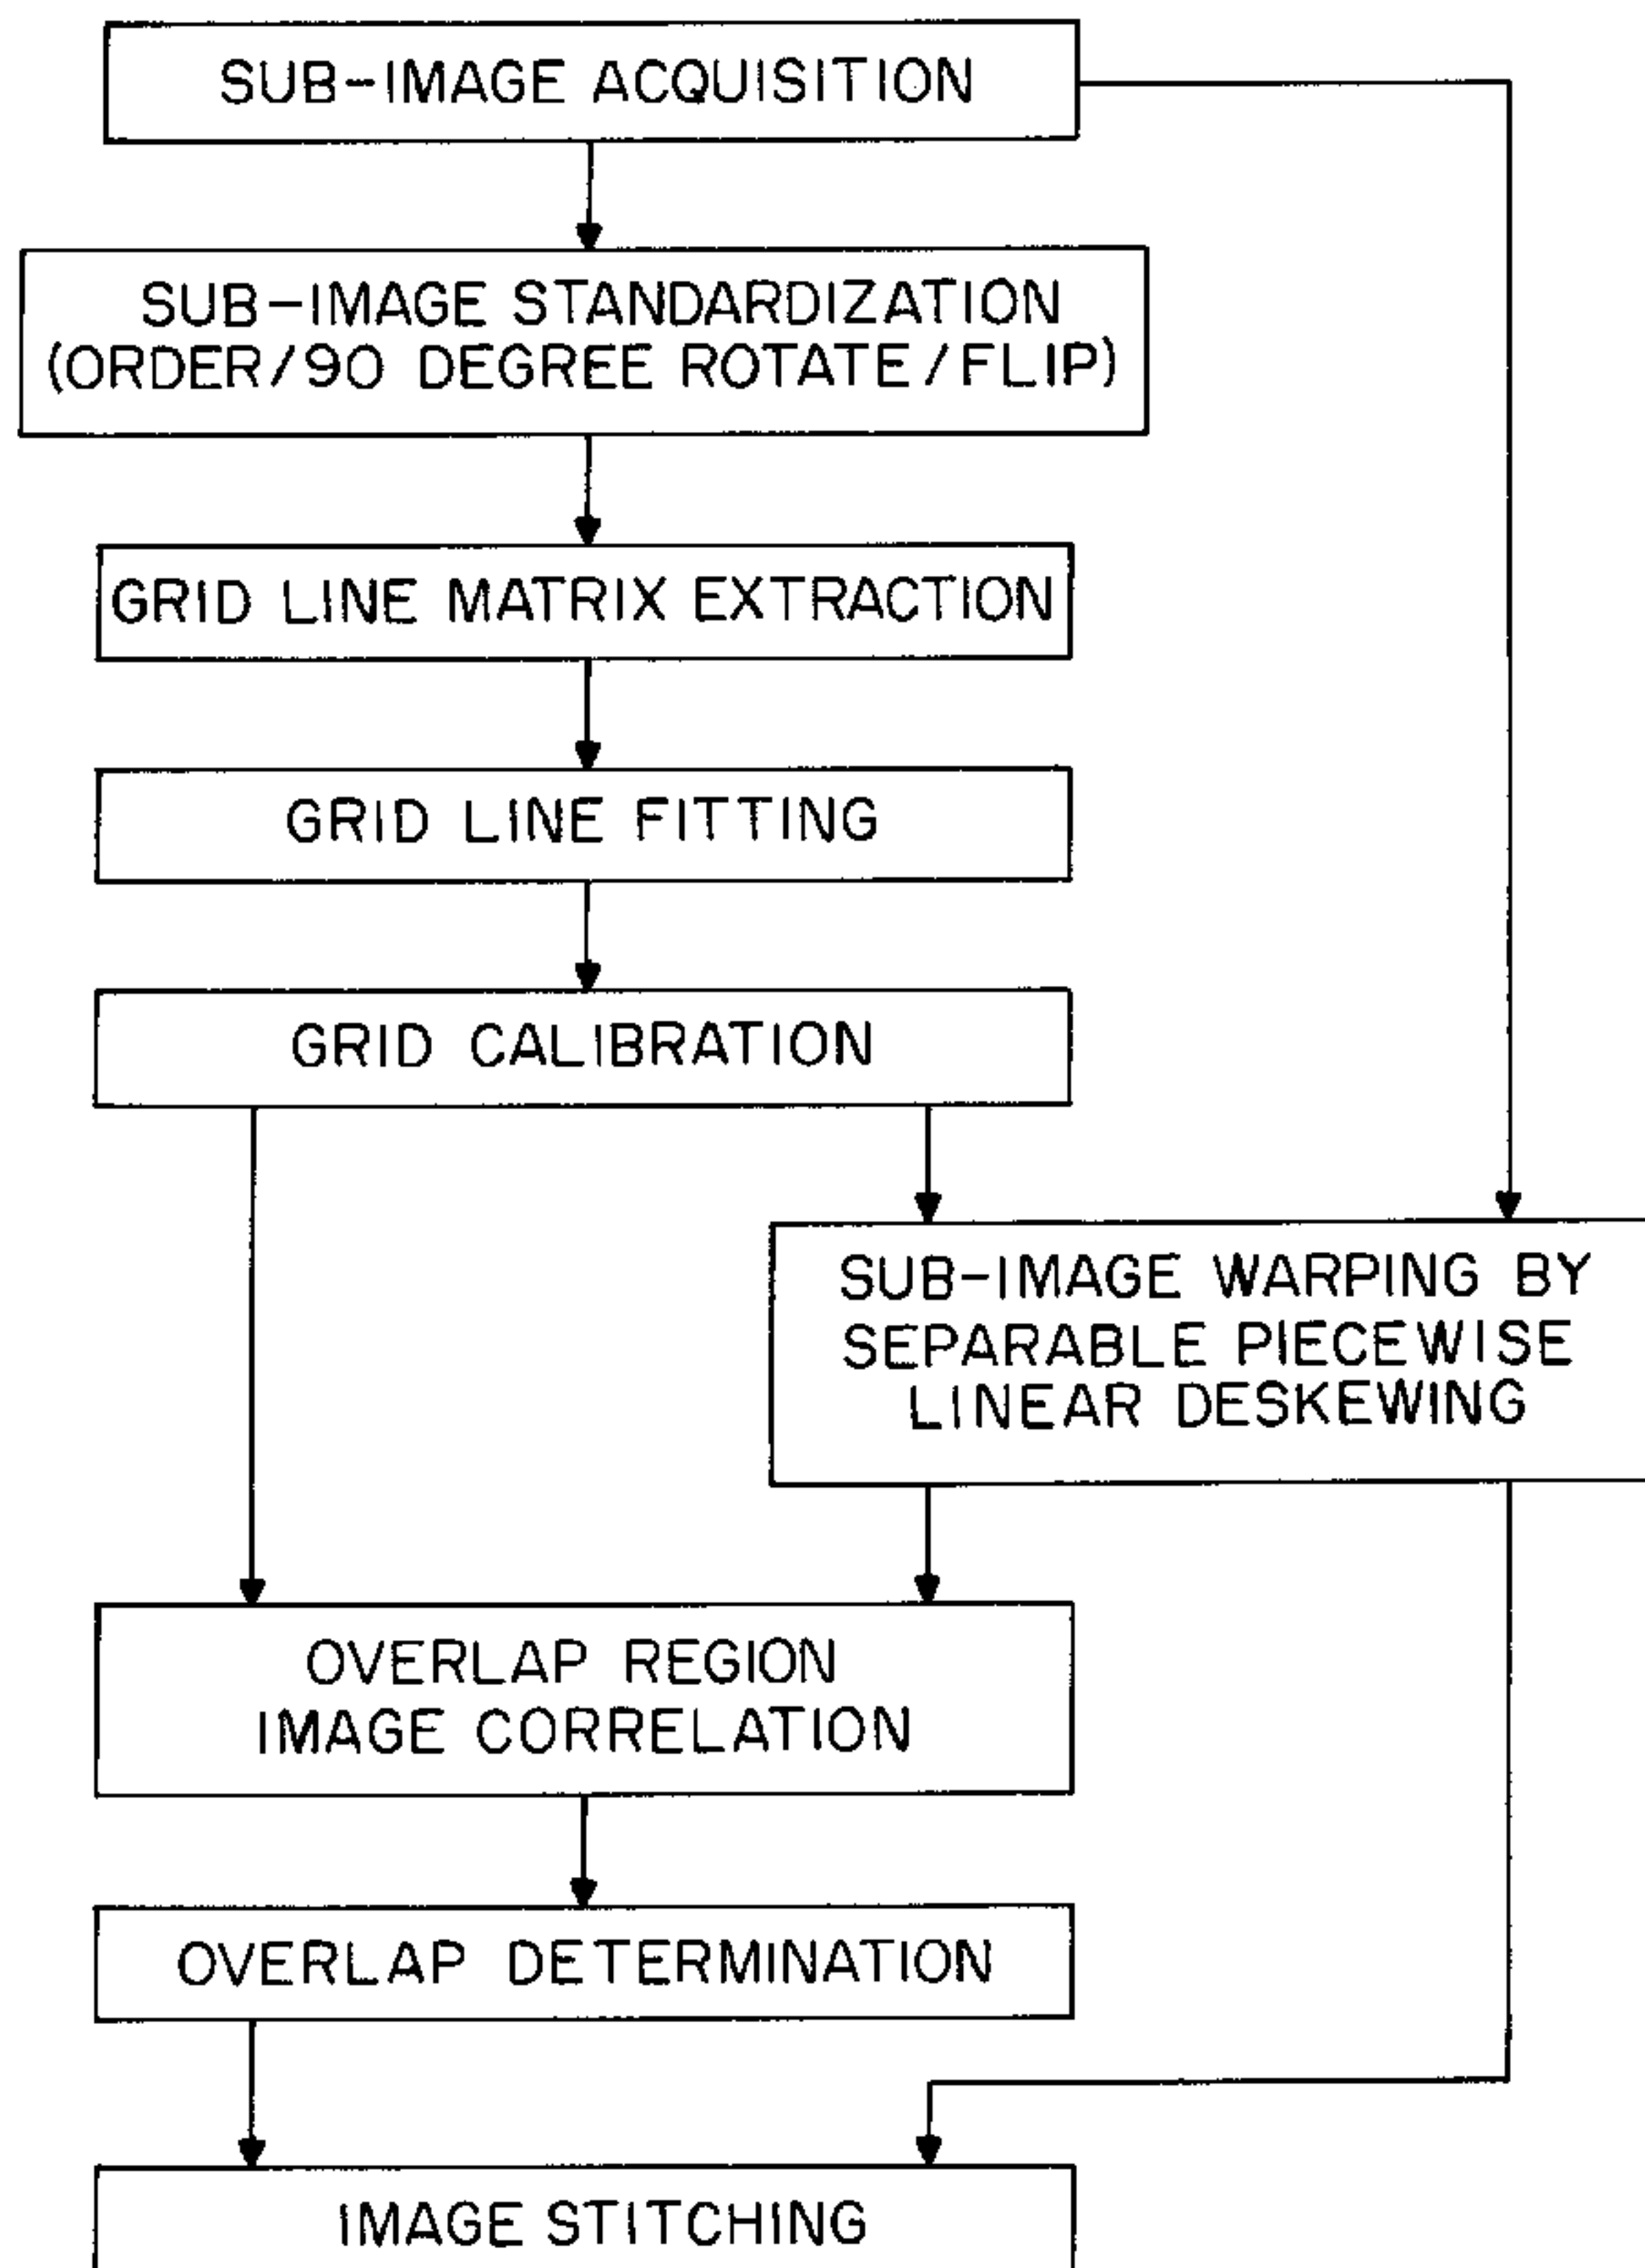 SUB-IMAGE ACQUISITION
SUB-IMAGE STANDARDIZATION
(ORDER/90 DEGREE ROTATE/FLIP)
GRID LINE MATRIX EXTRACTION
GRID LINE FITTING
GRID CALIBRATION
SUB-IMAGE WARPING BY
SEPARABLE PIECEWISE
LINEAR DESKEWING
OVERLAP REGION
IMAGE CORRELATION
OVERLAP DETERMINATION
IMAGE STITCHING